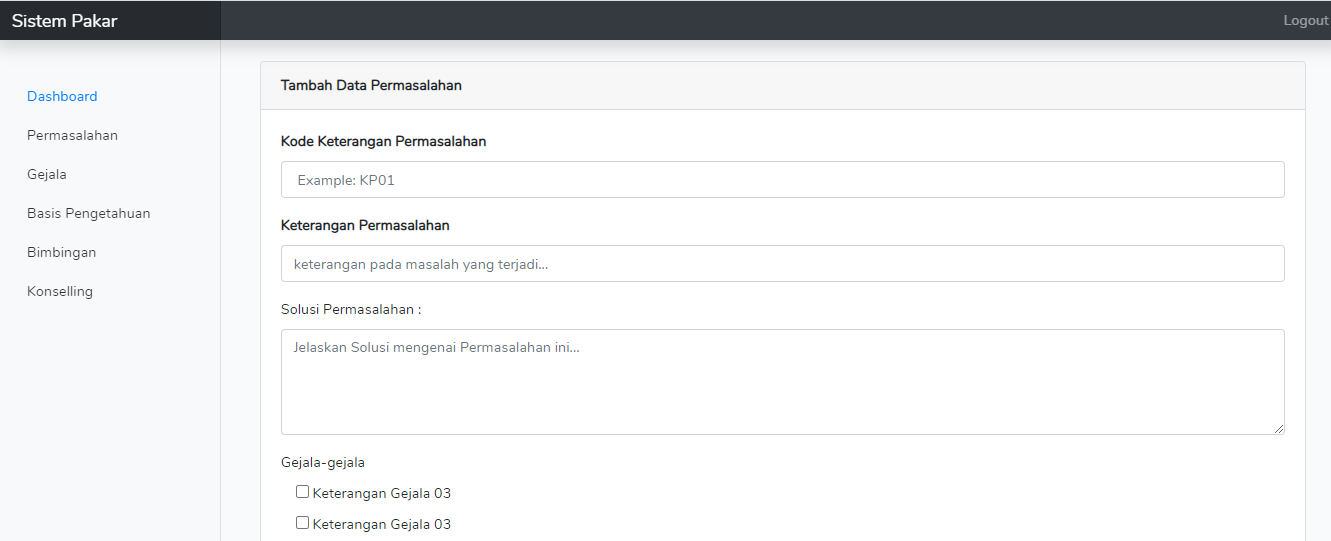 Sistem Pakar
Logout
Dashboard
Permasalahan
Gejala
Basis Pengetahuan
Bimbingan
Konselling
Tambah Data Permasalahan
Kode Keterangan Permasalahan
Example: KP01
Keterangan Permasalahan
keterangan pada masalah yang terjadi...
Solusi Permasalahan :
Jelaskan Solusi mengenai Permasalahan ini...
Gejala-gejala
Keterangan Gejala 03
Keterangan Gejala 03